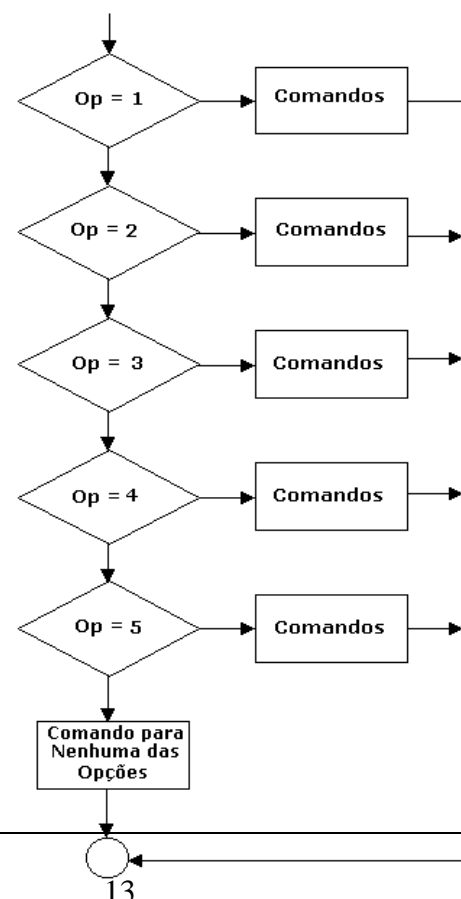 Op = 1
Comandos
Op = 2
Comandos
Op = 3
Comandos
Op = 4
Comandos
Op = 5
Comandos
Comando para
Nenhuma das
Opções
13